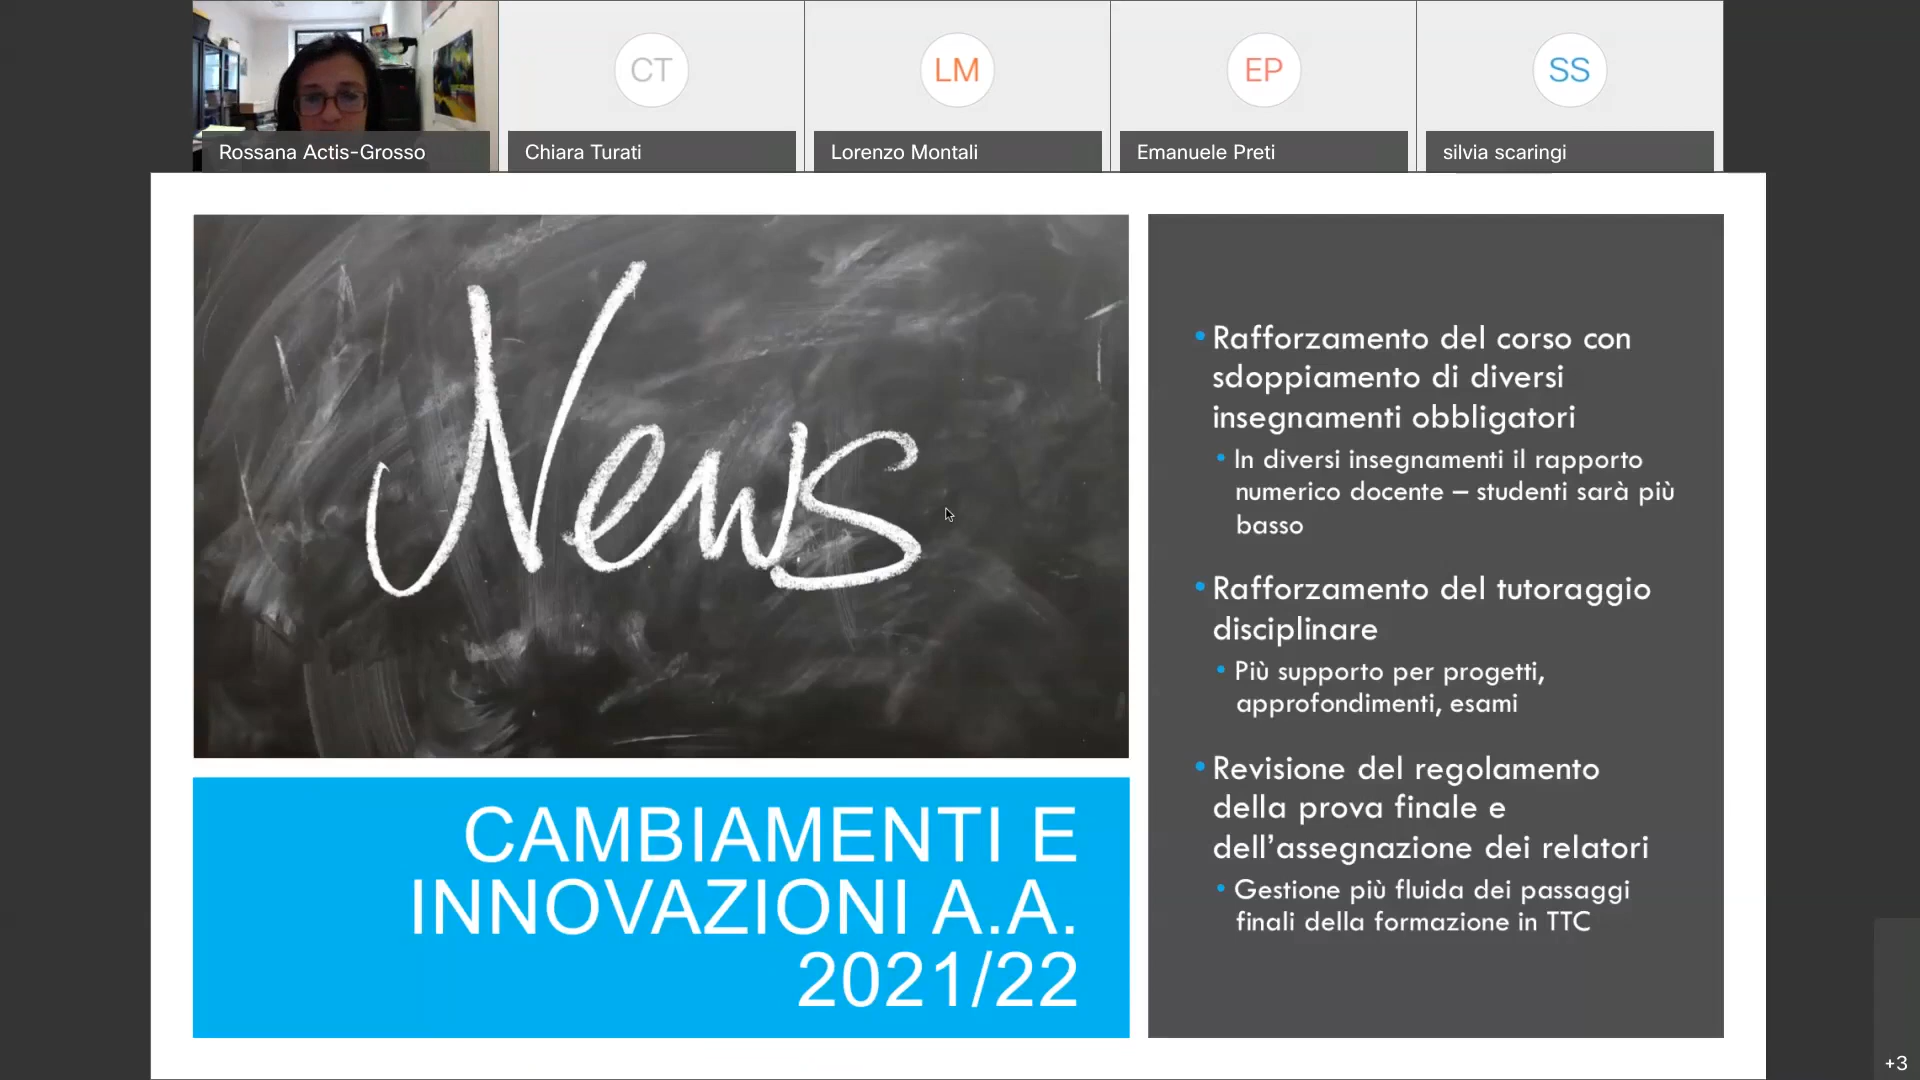 CT
LM
EP
SS
Rossana Actis-Grosso
Chiara Turati
Lorenzo Montali
Emanuele Preti
silvia scaringi
News
CAMBIAMENTI E
INNOVAZIONI A.A.
2021/22
• Rafforzamento del corso con
sdoppiamento di diversi
insegnamenti obbligatori
• In diversi insegnamenti il rapporto
numerico docente – studenti sarà più
basso
• Rafforzamento del tutoraggio
disciplinare
• Più supporto per progetti,
approfondimenti, esami
• Revisione del regolamento
della prova finale e
dell'assegnazione dei relatori
• Gestione più fluida dei passaggi
finali della formazione in TTC
+3